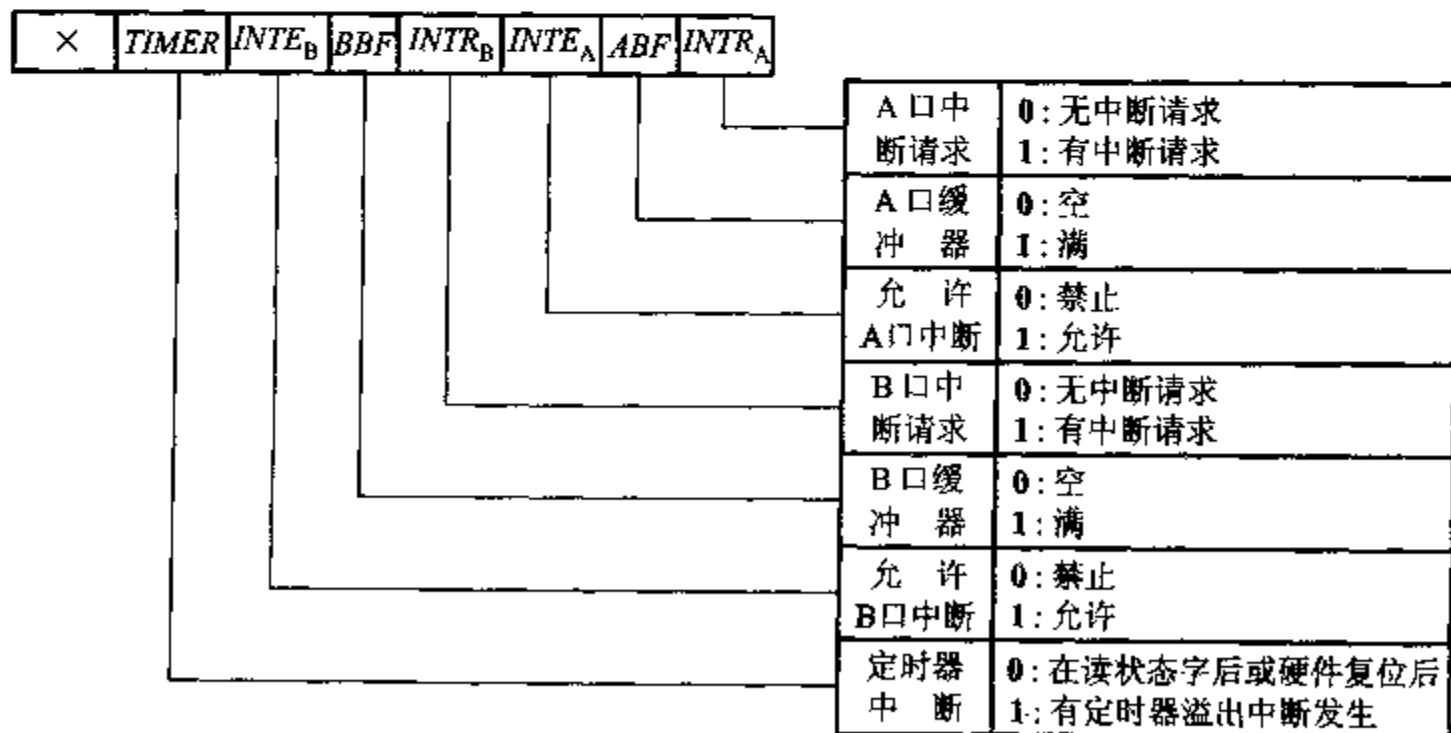 × TIMER INTE_B BBF INTR_B INTE_A ABF INTR_A
A口中 0:无中断请求
断请求 1:有中断请求
A口缓 0:空
冲 器 1:满
允 许 0:禁止
A口中断 1:允许
B口中 0:无中断请求
断请求 1:有中断请求
B口缓 0:空
冲 器 1:满
允 许 0:禁止
B口中断 1:允许
定时器 0:在读状态字后或硬件复位后
中 断 1:有定时器溢出中断发生